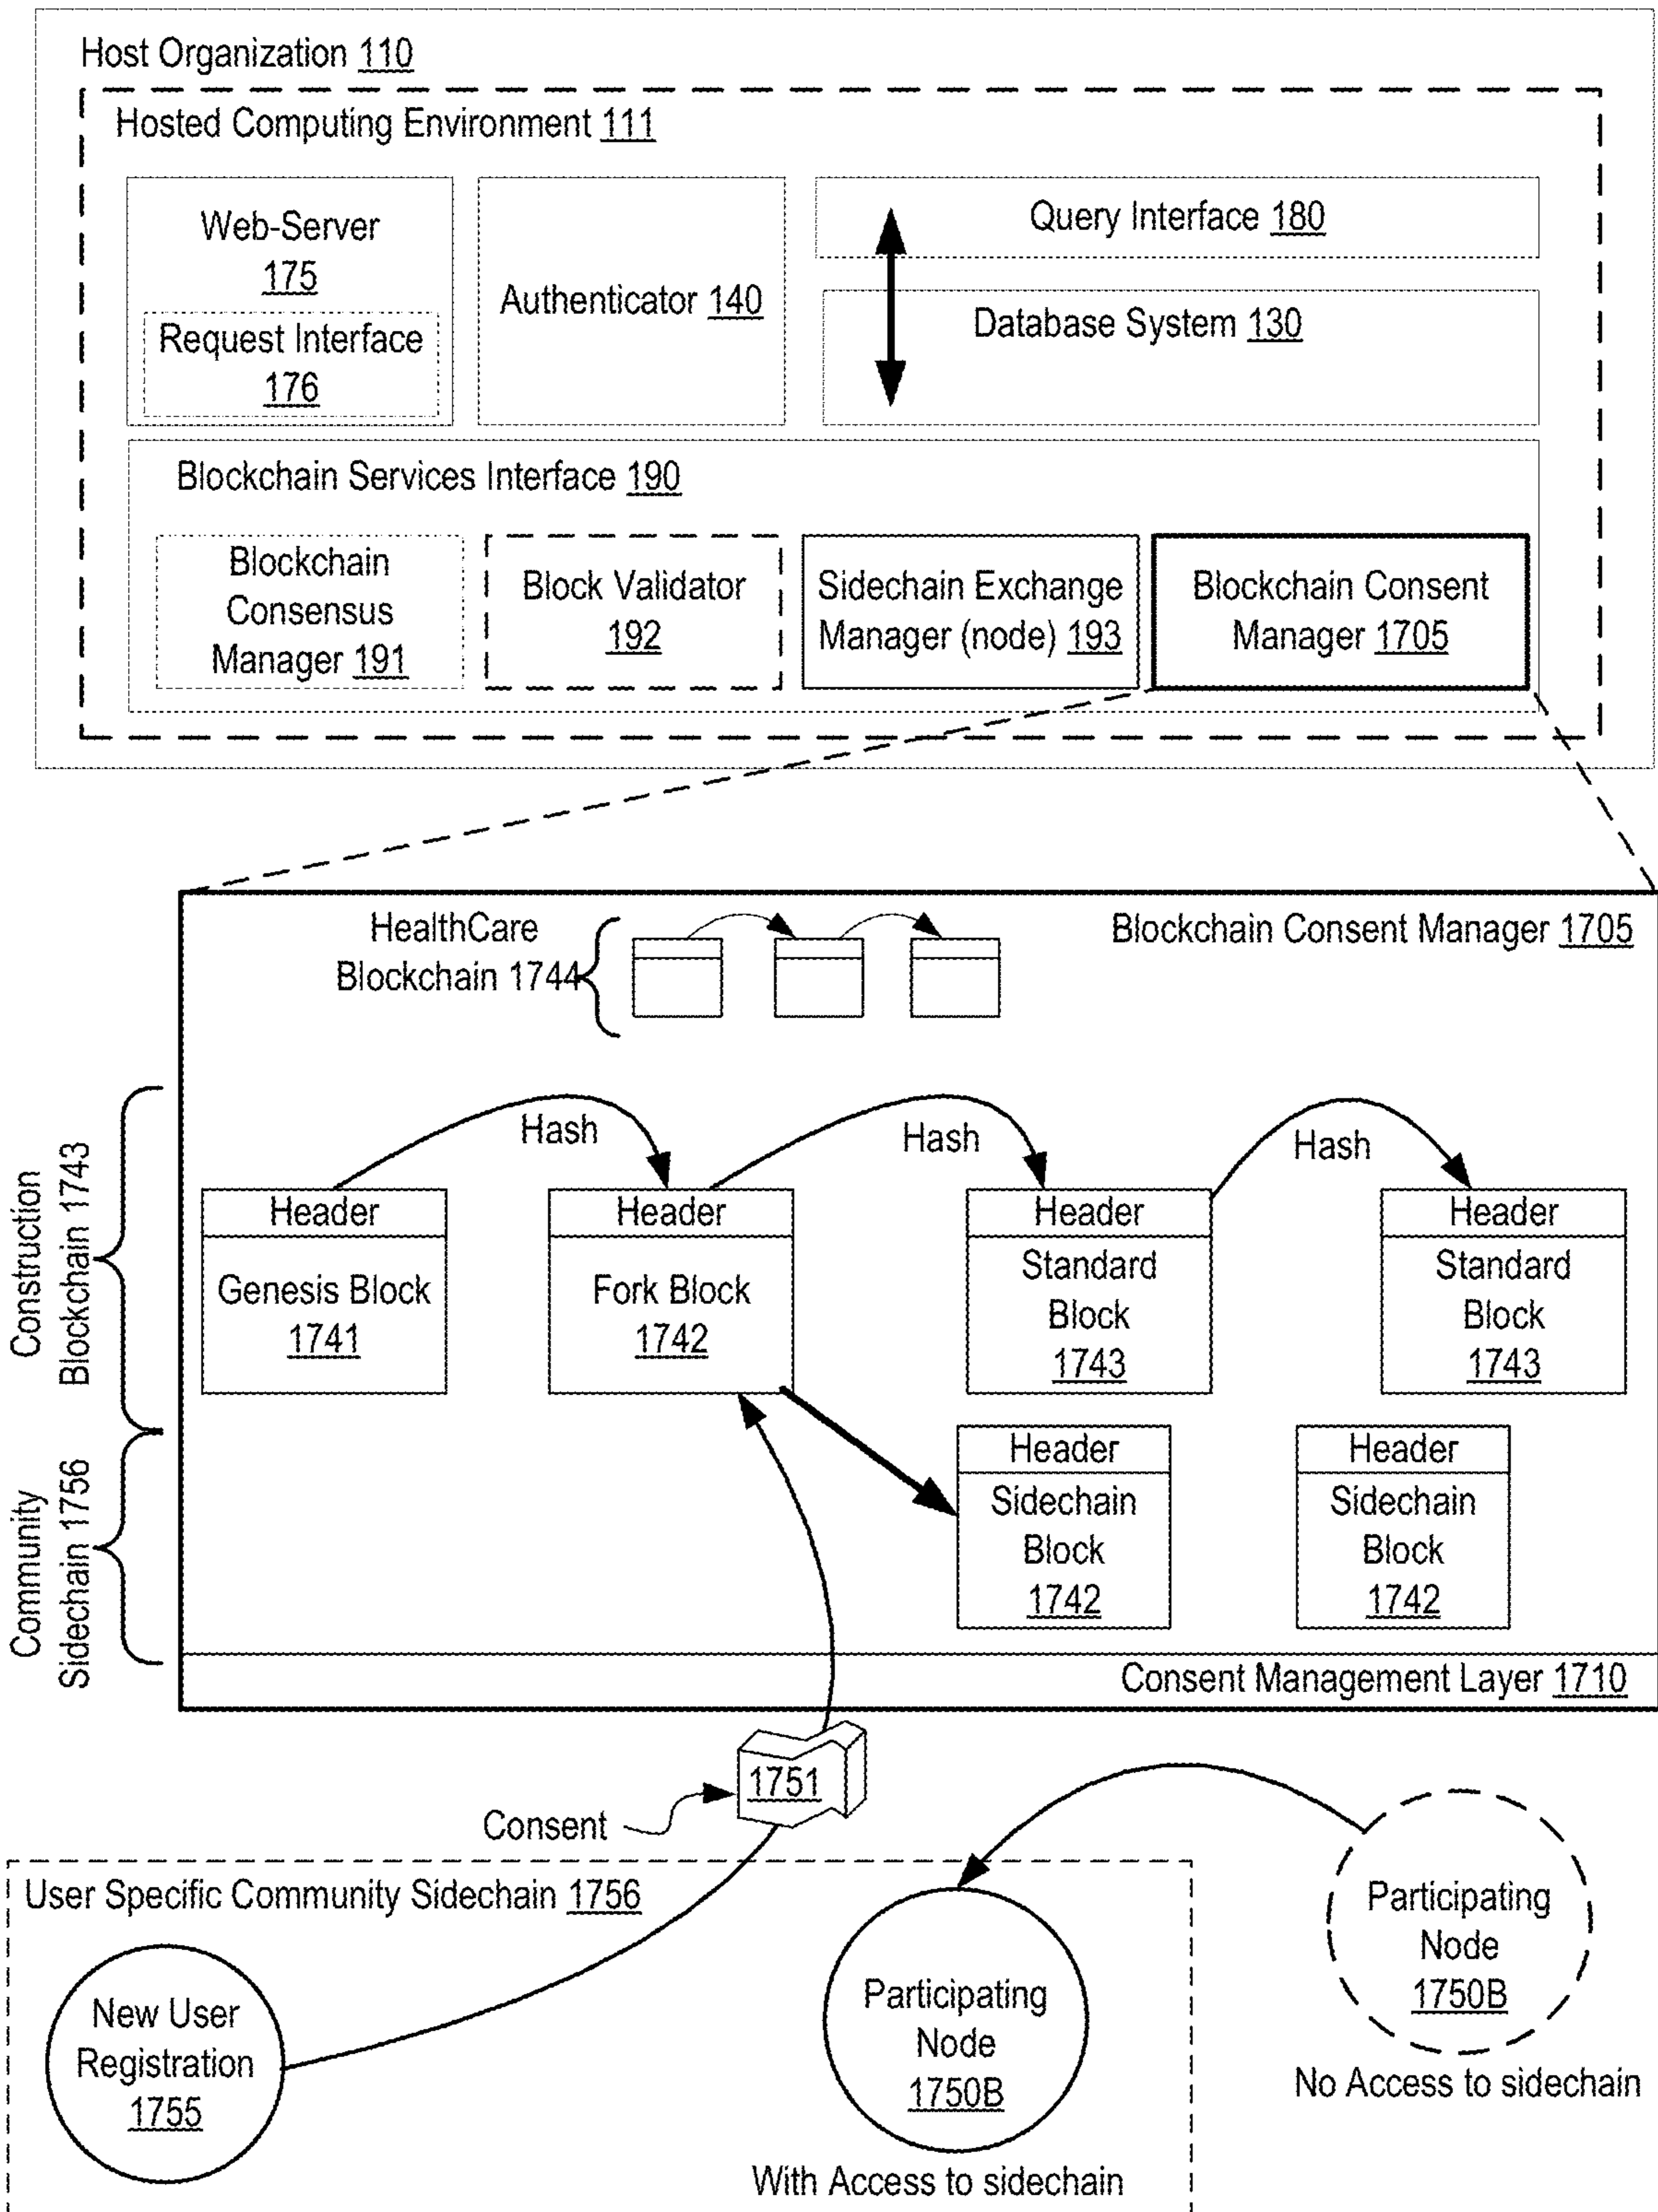 Host Organization 110
Hosted Computing Environment 111
Web-Server
175
Request Interface
176
Authenticator 140
Query Interface 180
Database System 130
Blockchain Services Interface 190
Blockchain
Consensus
Manager 191
Block Validator
192
Sidechain Exchange
Manager (node) 193
Blockchain Consent
Manager 1705
HealthCare
Blockchain 1744
Blockchain Consent Manager 1705
Construction
Blockchain 1743
Hash
Hash
Hash
Header
Genesis Block
1741
Header
Fork Block
1742
Header
Standard
Block
1743
Header
Standard
Block
1743
Community
Sidechain 1756
Header
Sidechain
Block
1742
Header
Sidechain
Block
1742
Consent Management Layer 1710
1751
Consent
User Specific Community Sidechain 1756
New User
Registration
1755
Participating
Node
1750B
With Access to sidechain
Participating
Node
1750B
No Access to sidechain